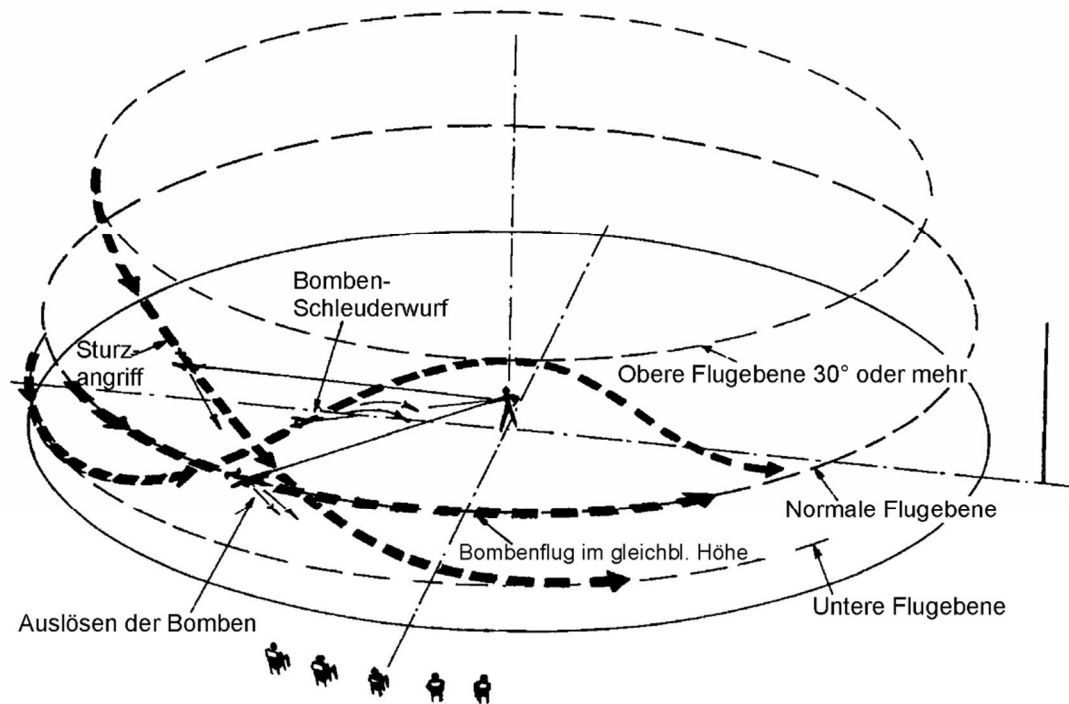 Bomben-
Schleuderwurf
Sturz-
angriff
Obere Flugebene 30° oder mehr
Normale Flugebene
Bombenflug im gleichbl. Höhe
Untere Flugebene
Auslösen der Bomben